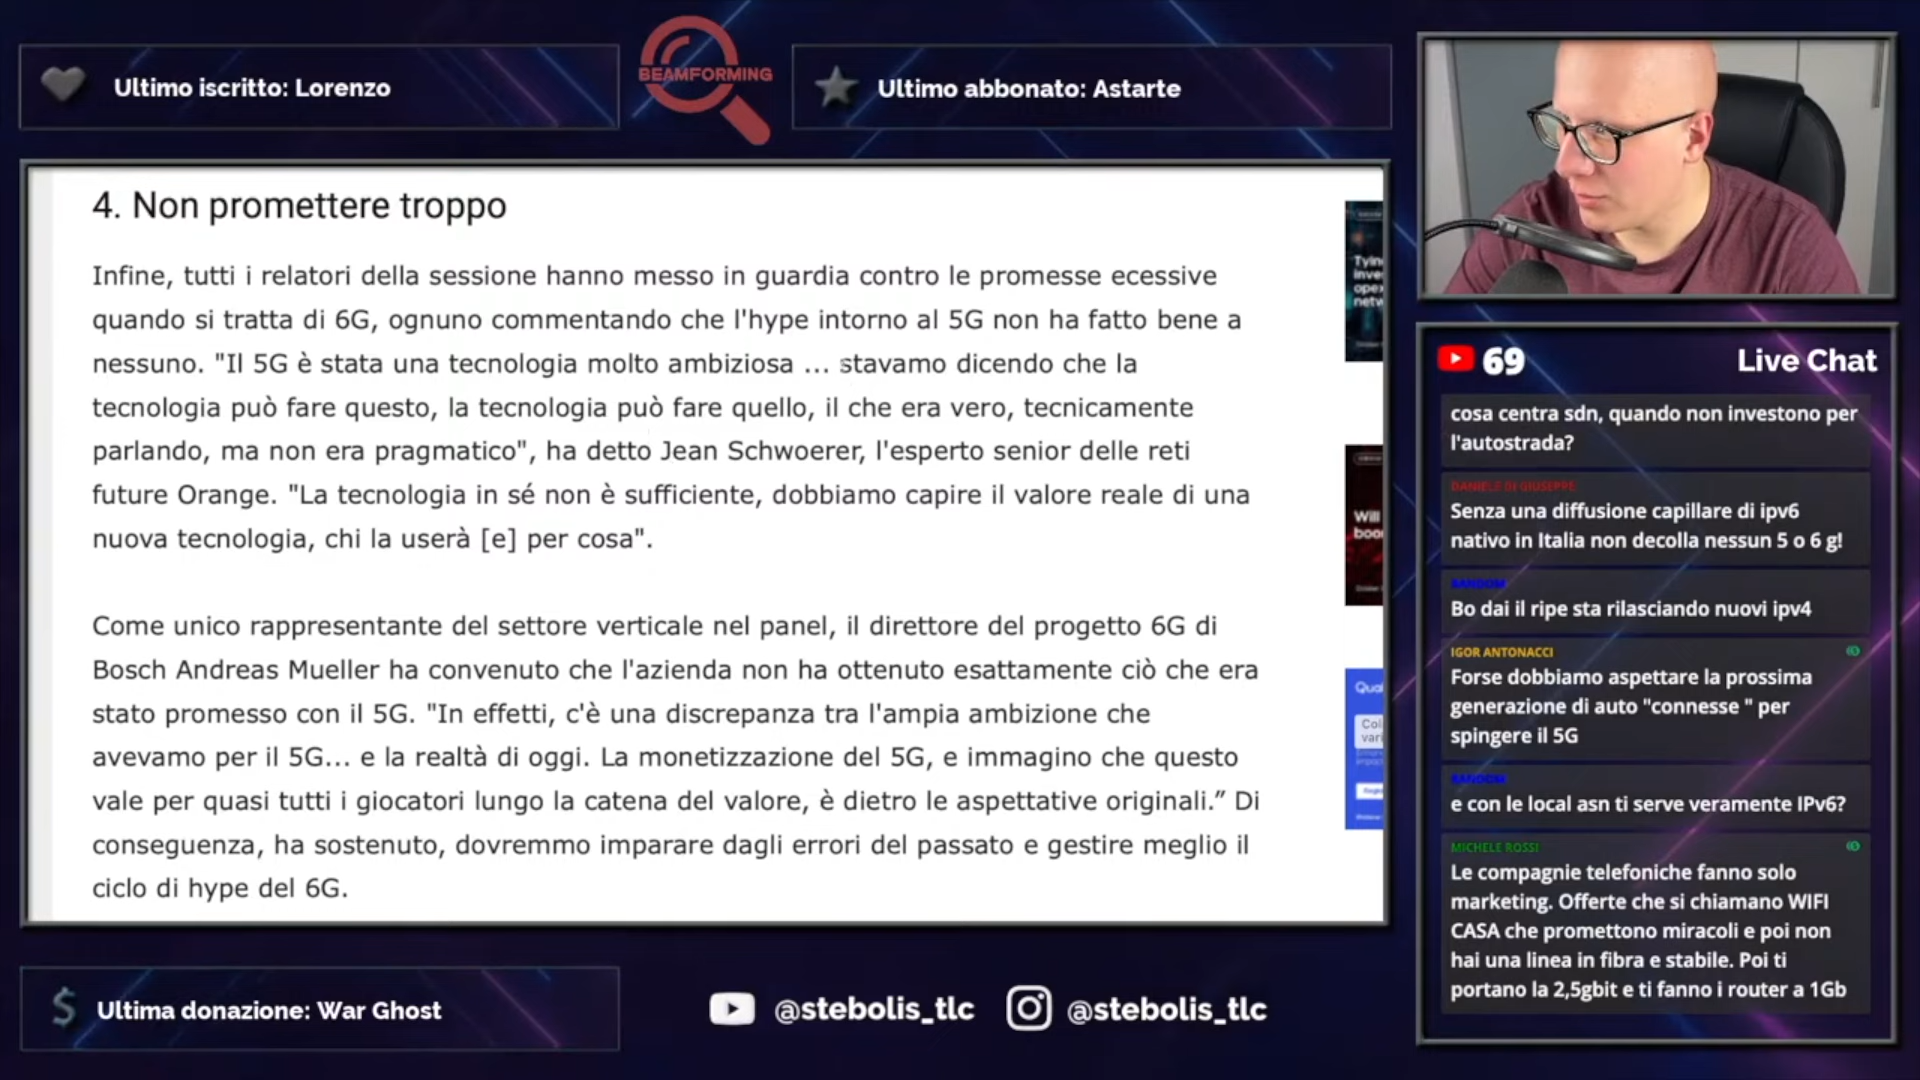 Ultimo iscritto: Lorenzo
BEAMFORMING
Ultimo abbonato: Astarte
4. Non promettere troppo
Infine, tutti i relatori della sessione hanno messo in guardia contro le promesse eccessive
quando si tratta di 6G, ognuno commentando che l'hype intorno al 5G non ha fatto bene a
nessuno. "Il 5G è stata una tecnologia molto ambiziosa ... stavamo dicendo che la
tecnologia può fare questo, la tecnologia può fare quello, il che era vero, tecnicamente
parlando, ma non era pragmatico", ha detto Jean Schwoerer, l'esperto senior delle reti
future Orange. "La tecnologia in sé non è sufficiente, dobbiamo capire il valore reale di una
nuova tecnologia, chi la userà [e] per cosa".
Come unico rappresentante del settore verticale nel panel, il direttore del progetto 6G di
Bosch Andreas Mueller ha convenuto che l'azienda non ha ottenuto esattamente ciò che era
stato promesso con il 5G. "In effetti, c'è una discrepanza tra l'ampia ambizione che
avevamo per il 5G... e la realtà di oggi. La monetizzazione del 5G, e immagino che questo
vale per quasi tutti i giocatori lungo la catena del valore, è dietro le aspettative originali.” Di
conseguenza, ha sostenuto, dovremmo imparare dagli errori del passato e gestire meglio il
ciclo di hype del 6G.
Will
69
Live Chat
cosa centra sdn, quando non investono per
l'autostrada?
DANIELE DI GIUSEPPE
Senza una diffusione capillare di ipv6
nativo in Italia non decolla nessun 5 o 6 g!
RANDOM
Bo dai il ripe sta rilasciando nuovi ipv4
IGOR ANTONACCI
Forse dobbiamo aspettare la prossima
generazione di auto "connesse " per
spingere il 5G
RANDOM
e con le local asn ti serve veramente IPv6?
MICHELE ROSSI
Le compagnie telefoniche fanno solo
marketing. Offerte che si chiamano WIFI
CASA che promettono miracoli e poi non
hai una linea in fibra e stabile. Poi ti
portano la 2,5gbit e ti fanno i router a 1Gb
$ Ultima donazione: War Ghost
@stebolis_tlc
@stebolis_tlc